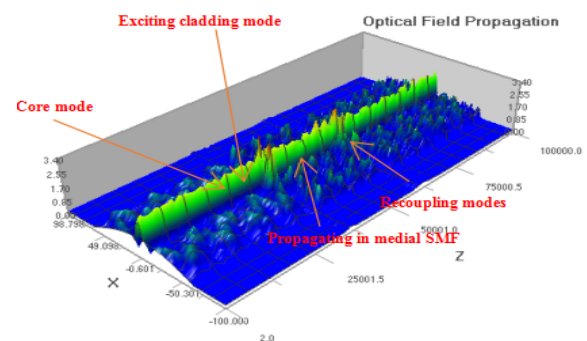 Exciting cladding mode
Optical Field Propagation
Core mode
3.40
2.55
1.70
0.85
0.00
3.40
2.55
1.70
0.85
0.00
98.798
49.098
-0.601
-50.301
-100.000
X
2.0
25001.5
50001.0
75000.5
100000.0
Z
Recoupling modes
Propagating in medial SMF